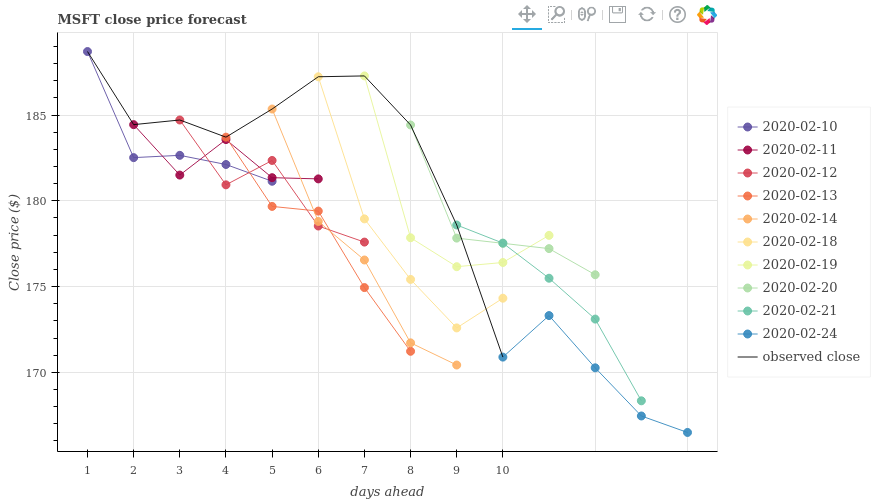 MSFT close price forecast
185
180
175
170
Close price ($)
1 2 3 4 5 6 7 8 9 10
days ahead
2020-02-10
2020-02-11
2020-02-12
2020-02-13
2020-02-14
2020-02-18
2020-02-19
2020-02-20
2020-02-21
2020-02-24
observed close